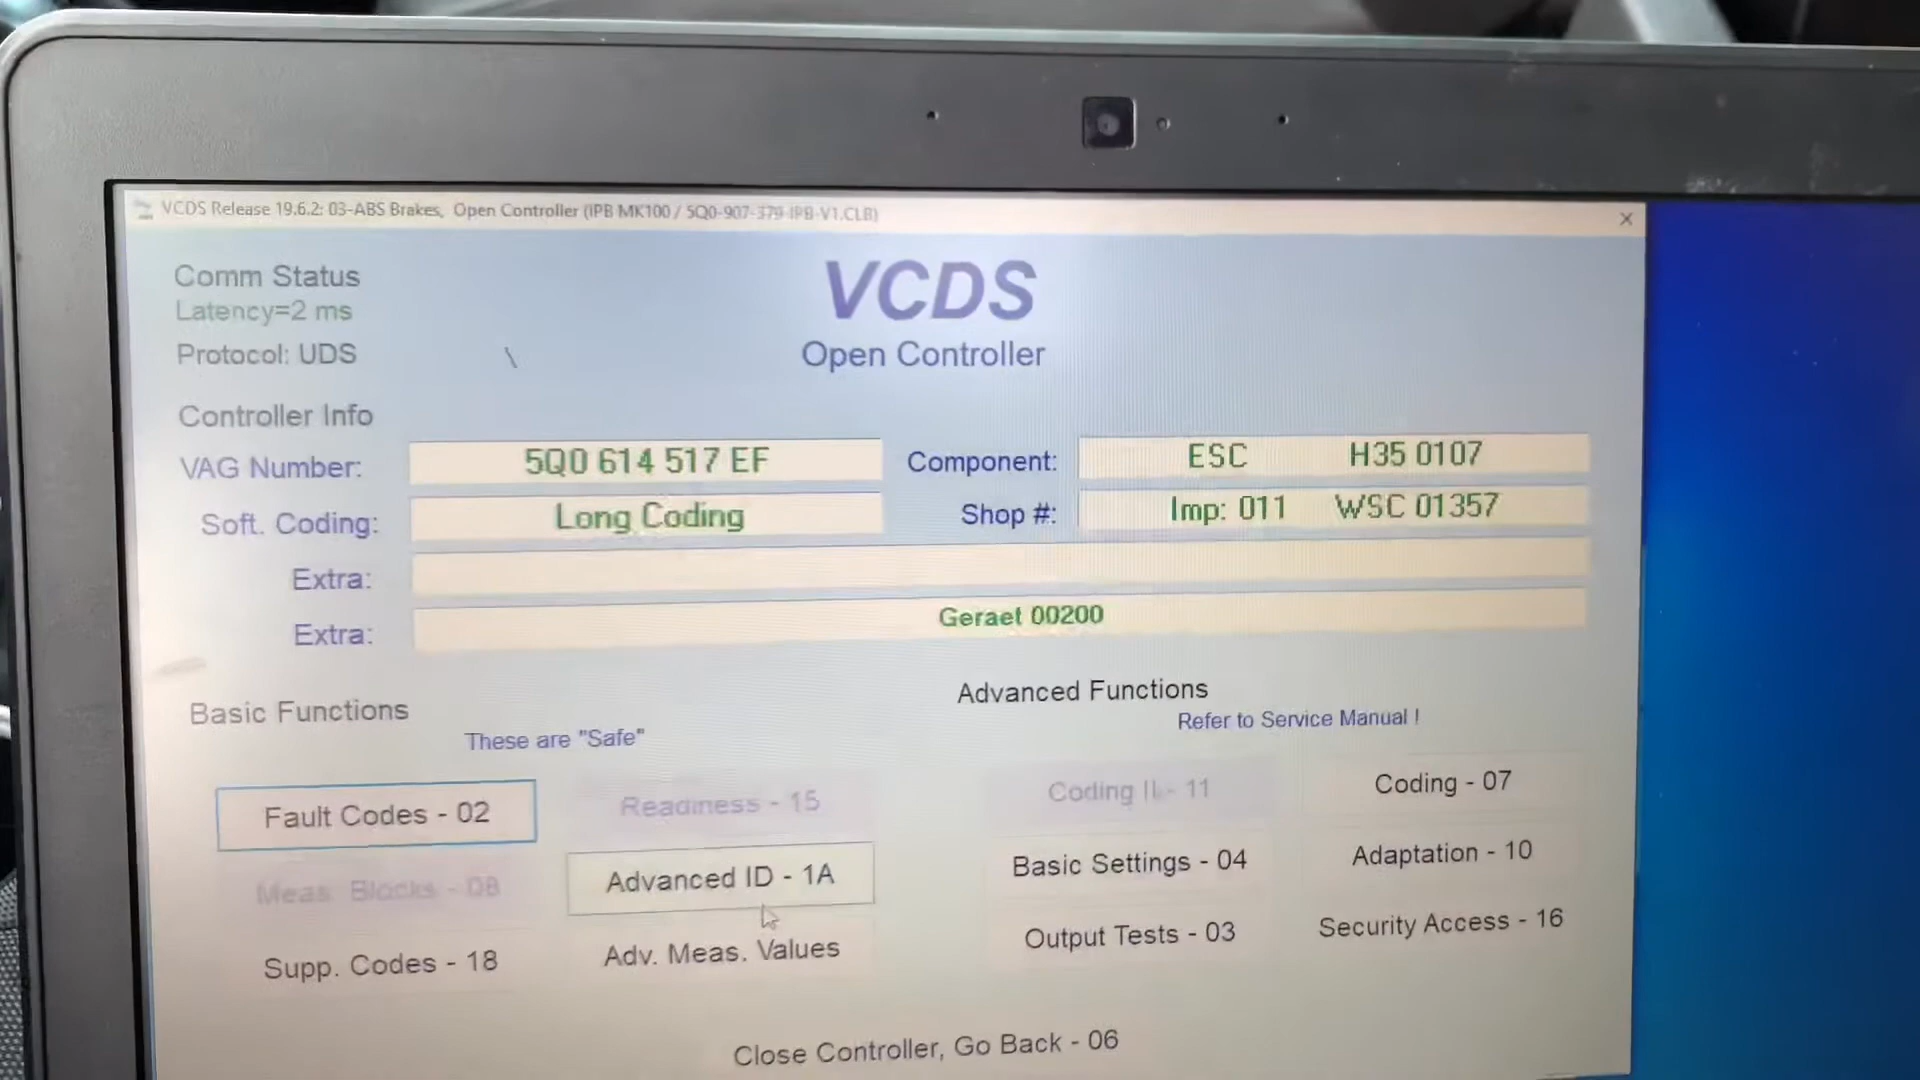 VCDS Release 19.6.2: 03-ABS Brakes, Open Controller (IPB MK100 / 5Q0-907-379-IPB-V1.CLB)
Comm Status
Latency=2 ms
Protocol: UDS
\
VCDS
Open Controller
Controller Info
VAG Number: 5Q0 614 517 EF Component: ESC H35 0107
Soft. Coding: Long Coding Shop #: Imp: 011 WSC 01357
Extra:
Extra: Geraet 00200
Basic Functions
These are "Safe"
Advanced Functions
Refer to Service Manual !
Fault Codes - 02 Readiness - 15 Coding II - 11 Coding - 07
Meas. Blocks - 08 Advanced ID - 1A Basic Settings - 04 Adaptation - 10
Supp. Codes - 18 Adv. Meas. Values Output Tests - 03 Security Access - 16
Close Controller, Go Back - 06